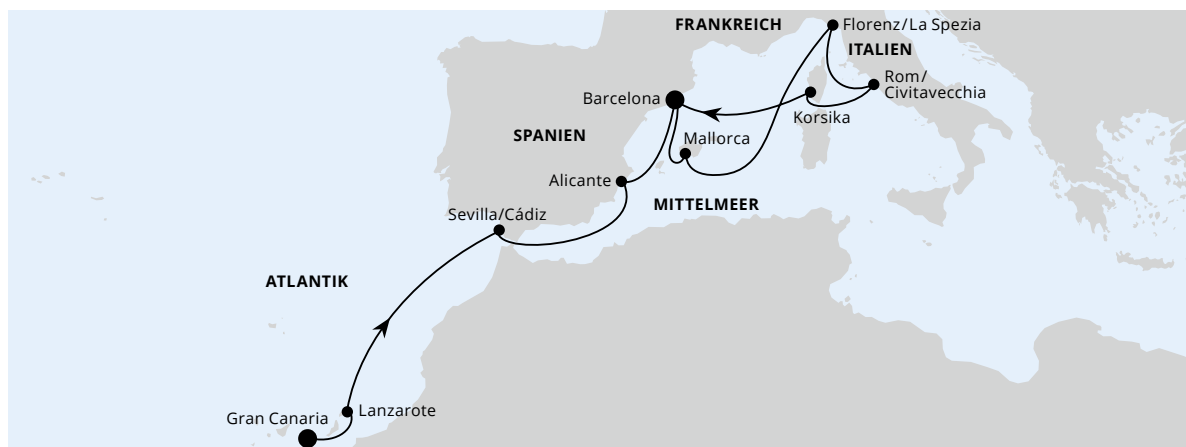 FRANKREICH
Florenz/La Spezia
ITALIEN
Rom/
Civitavecchia
Barcelona
Korsika
SPANIEN
Mallorca
Alicante
MITTELMEER
Sevilla/Cádiz
ATLANTIK
Lanzarote
Gran Canaria